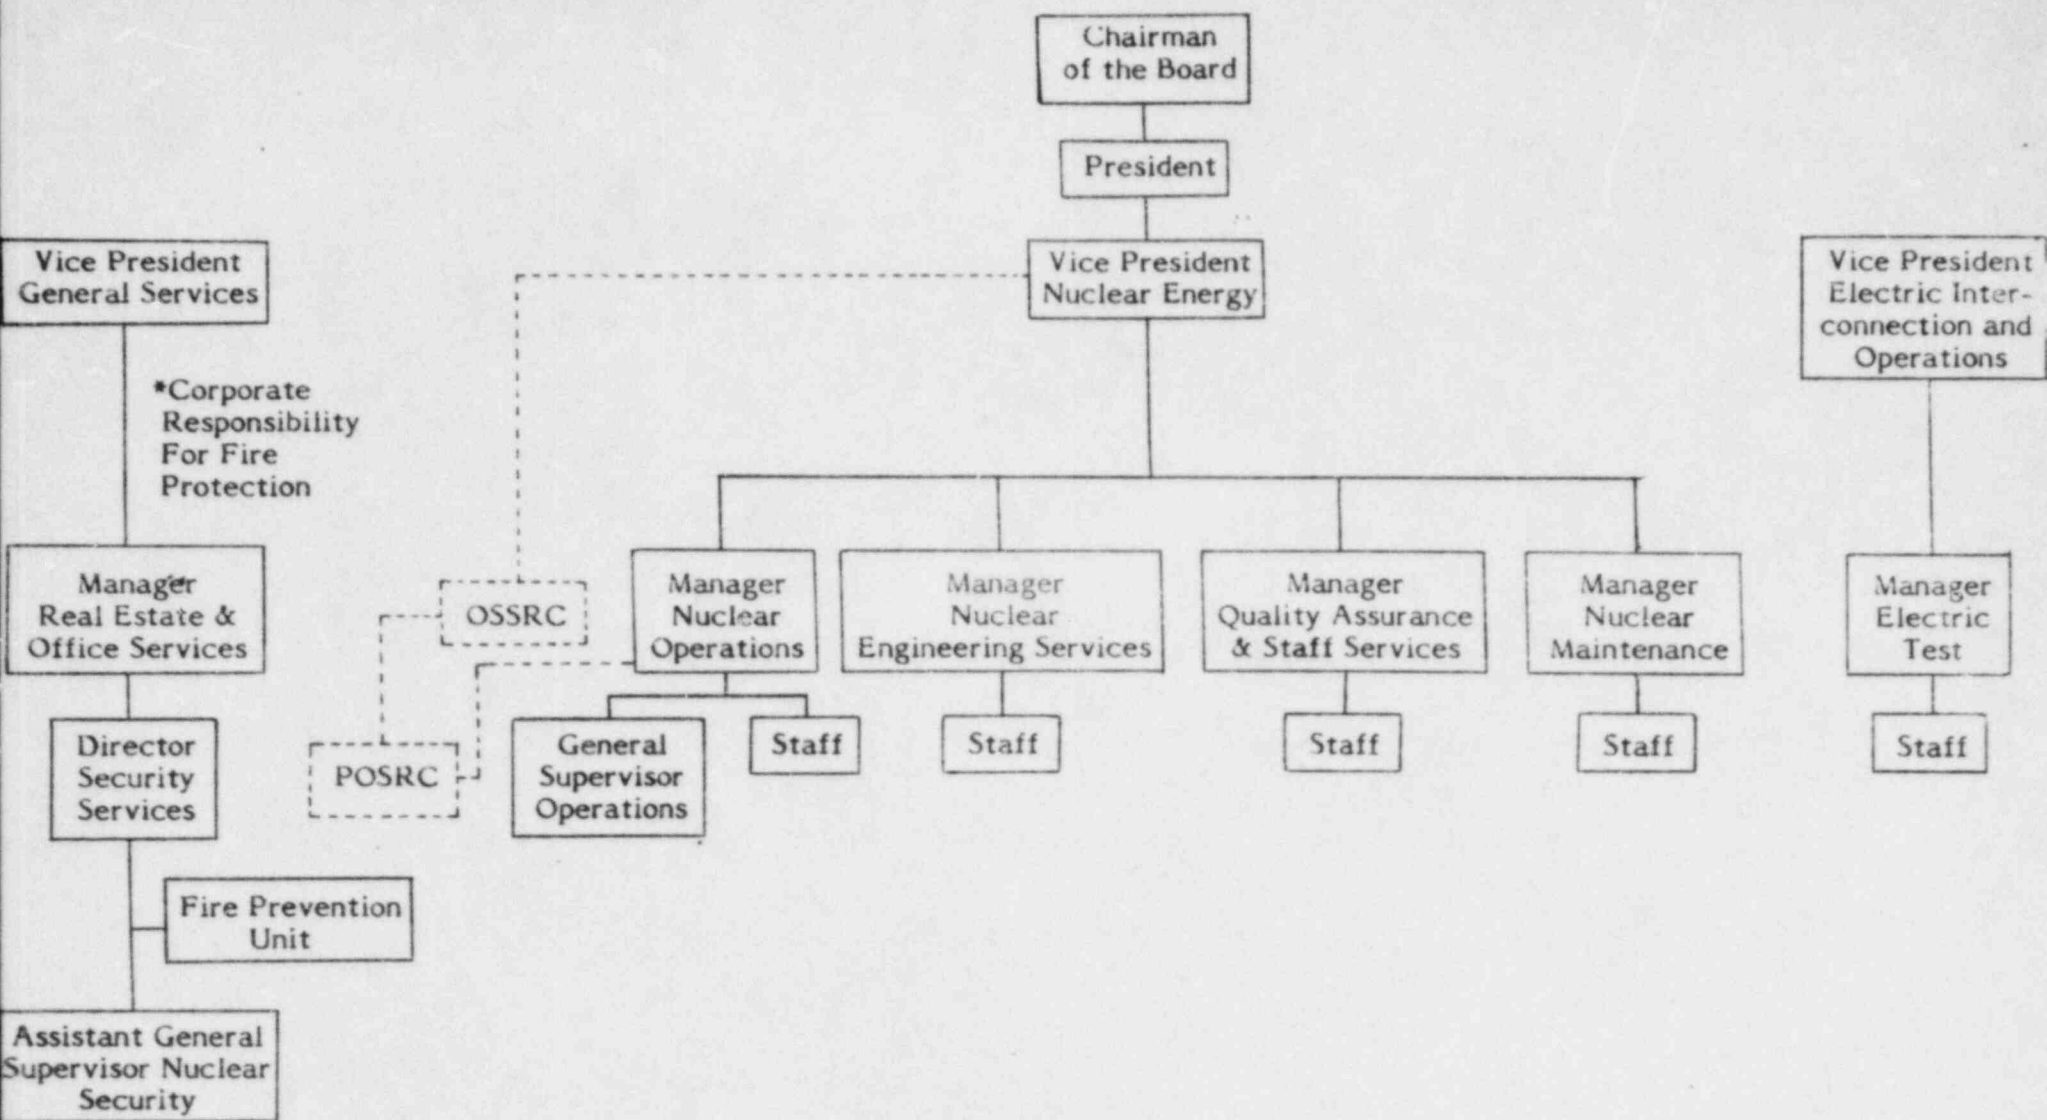 Chairman
of the Board
President
Vice President
General Services
Vice President
Nuclear Energy
Vice President
Electric Inter-
connection and
Operations
*Corporate
Responsibility
For Fire
Protection
Manager
Real Estate &
Office Services
OSSRC
Manager
Nuclear
Operations
Manager
Nuclear
Engineering Services
Manager
Quality Assurance
& Staff Services
Manager
Nuclear
Maintenance
Manager
Electric
Test
Director
Security
Services
POSRC
General
Supervisor
Operations
Staff
Staff
Staff
Staff
Staff
Fire Prevention
Unit
Assistant General
Supervisor Nuclear
Security